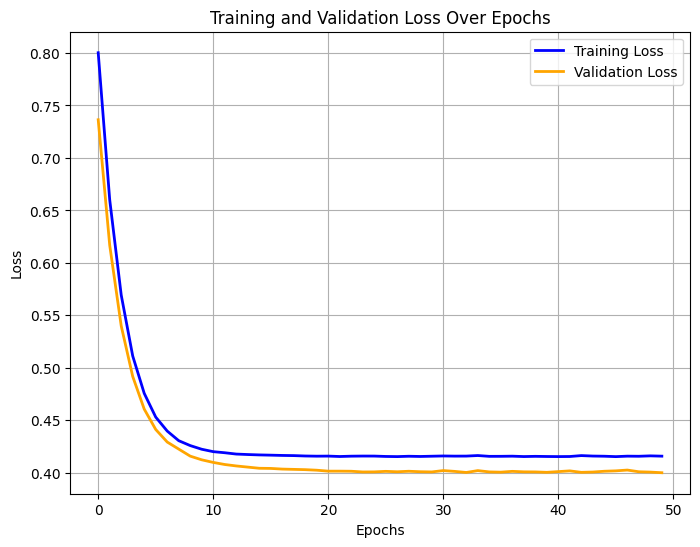 Training and Validation Loss Over Epochs
Training Loss
Validation Loss
0.80
0.75
0.70
0.65
0.60
0.55
0.50
0.45
0.40
Loss
0 10 20 30 40 50
Epochs